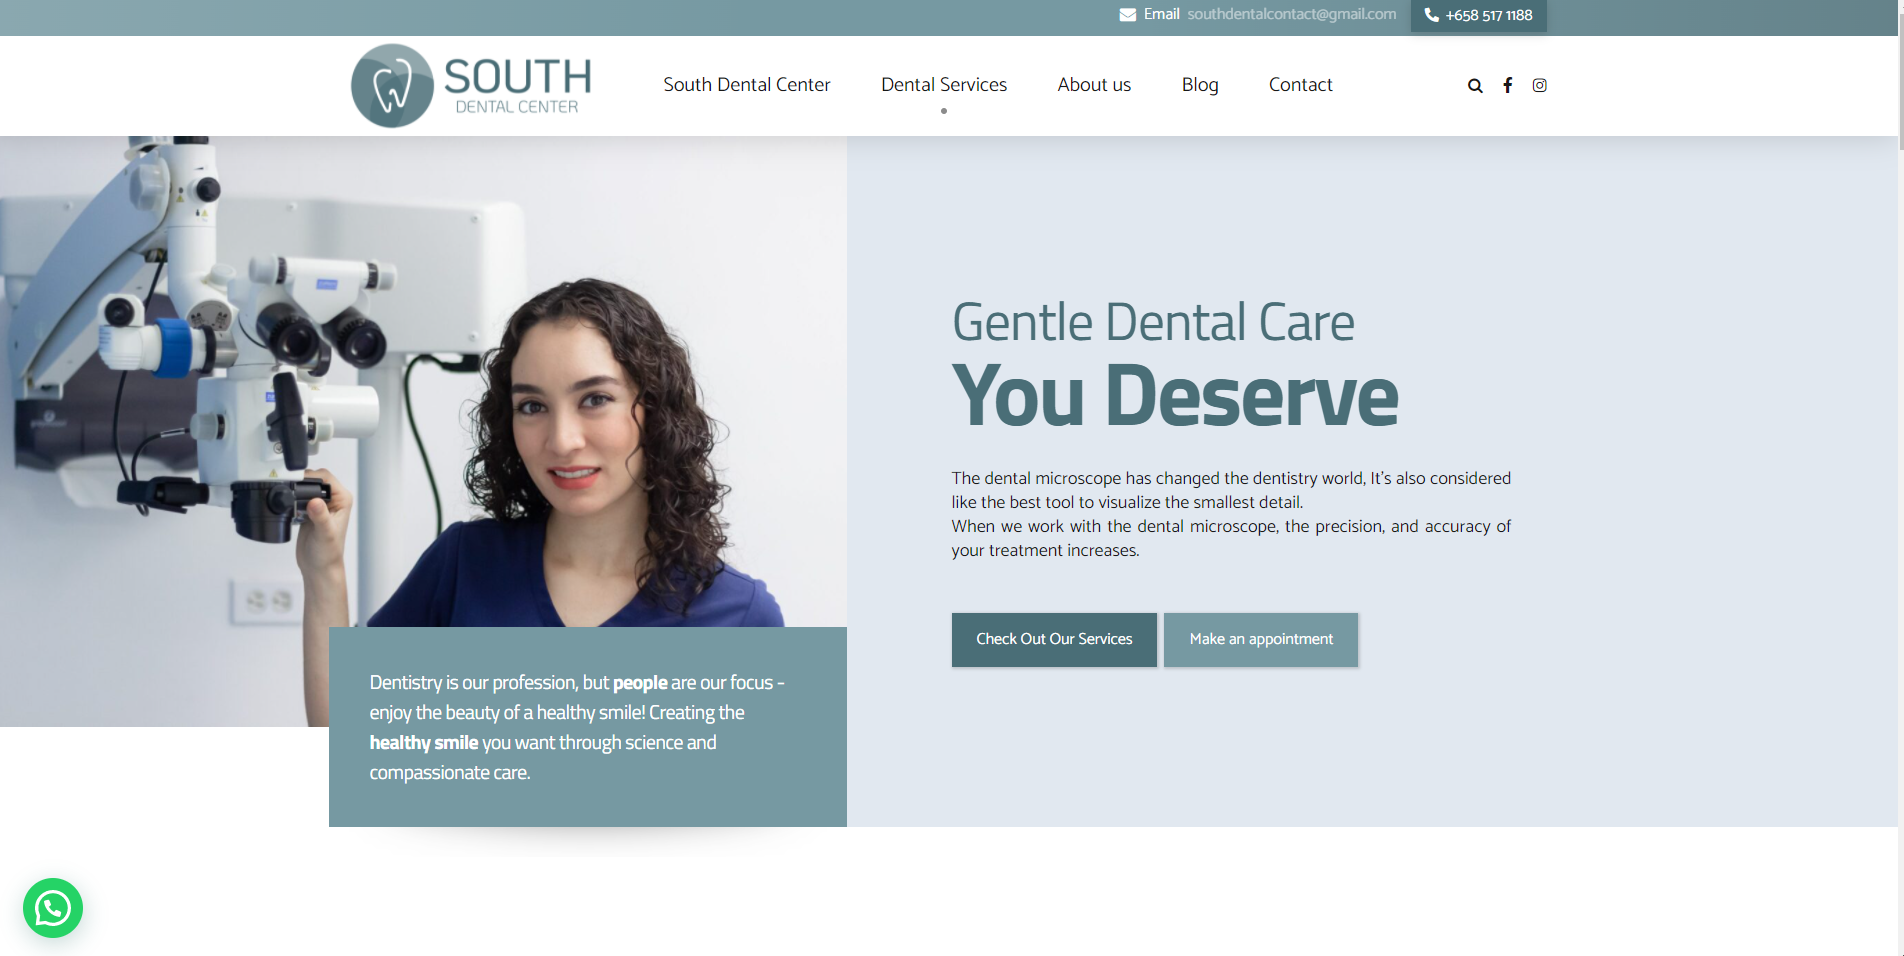 Email southdentalcontact@gmail.com
+658 517 1188
SOUTH
DENTAL CENTER
South Dental Center
Dental Services
About us
Blog
Contact
Gentle Dental Care
You Deserve
The dental microscope has changed the dentistry world, It's also considered
like the best tool to visualize the smallest detail.
When we work with the dental microscope, the precision, and accuracy of
your treatment increases.
Check Out Our Services
Make an appointment
Dentistry is our profession, but people are our focus -
enjoy the beauty of a healthy smile! Creating the
healthy smile you want through science and
compassionate care.